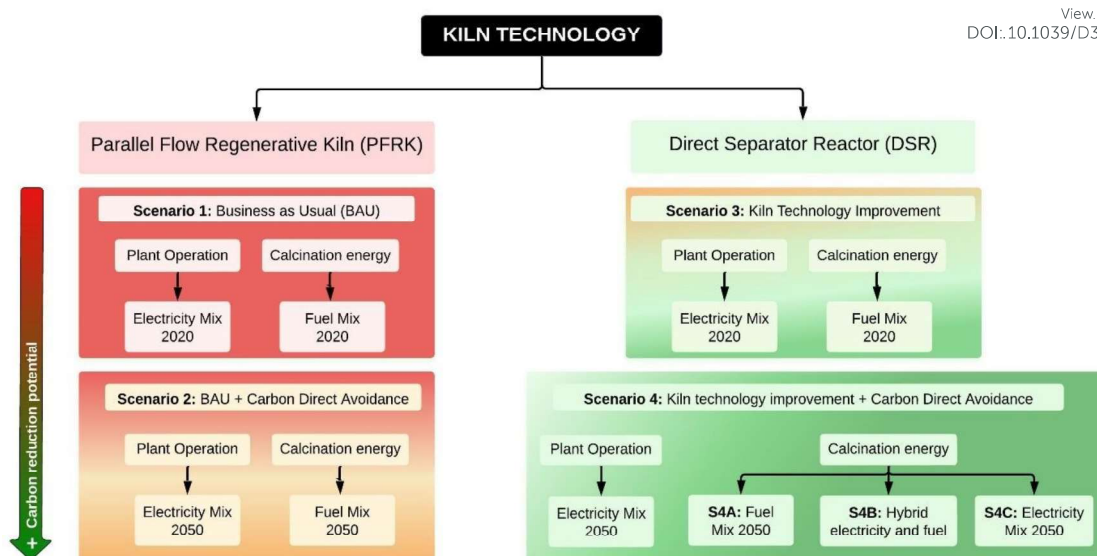 View.
DOI:.10.1039/D3
KILN TECHNOLOGY
Parallel Flow Regenerative Kiln (PFRK)
Direct Separator Reactor (DSR)
+ Carbon reduction potential
Scenario 1: Business as Usual (BAU)
Plant Operation
Calcination energy
Electricity Mix
2020
Fuel Mix
2020
Scenario 3: Kiln Technology Improvement
Plant Operation
Calcination energy
Electricity Mix
2020
Fuel Mix
2020
Scenario 2: BAU + Carbon Direct Avoidance
Plant Operation
Calcination energy
Electricity Mix
2050
Fuel Mix
2050
Scenario 4: Kiln technology improvement + Carbon Direct Avoidance
Plant Operation
Calcination energy
Electricity Mix
2050
S4A: Fuel
Mix 2050
S4B: Hybrid
electricity and fuel
S4C: Electricity
Mix 2050